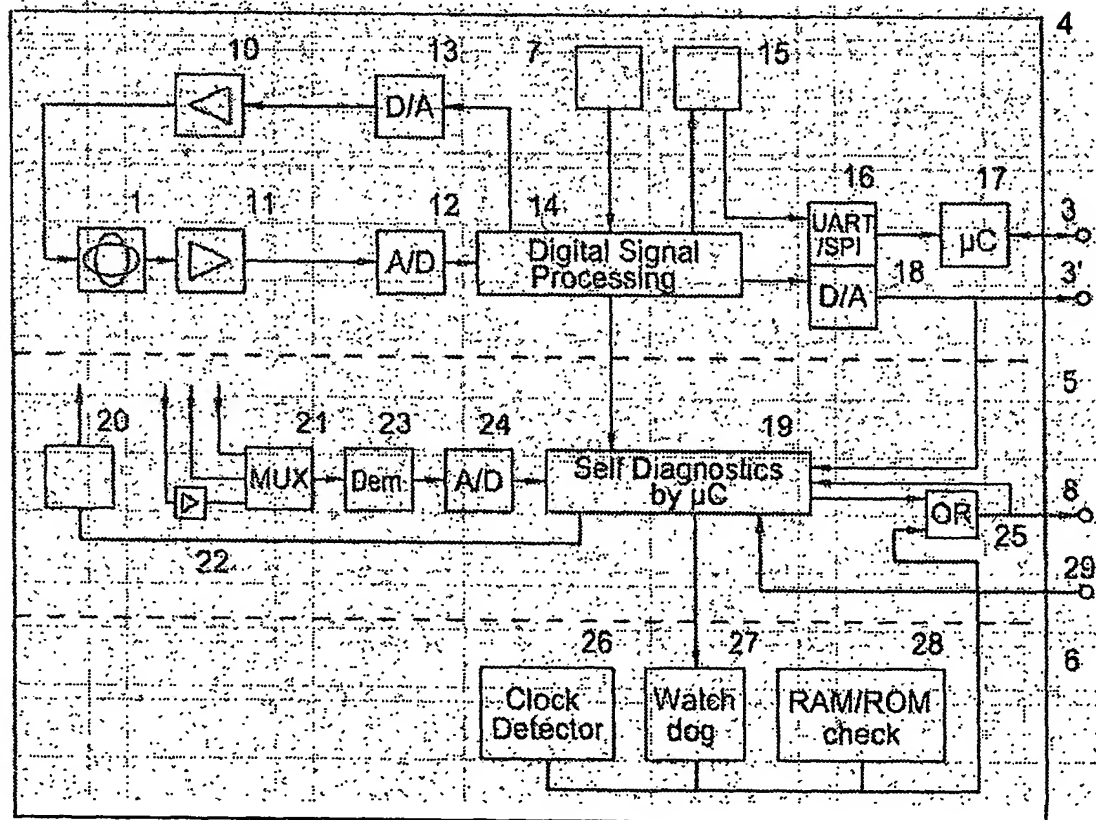 4
10
13
7
15
D/A
1
11
12
14
16
17
3
A/D
Digital Signal
Processing
UART
/SPI
µC
D/A
18
3'
5
20
21
23
24
19
MUX
Dem.
A/D
Self Diagnostics
by µC
8
OR
25
22
29
26
27
28
6
Clock
Detector
Watch
dog
RAM/ROM
check